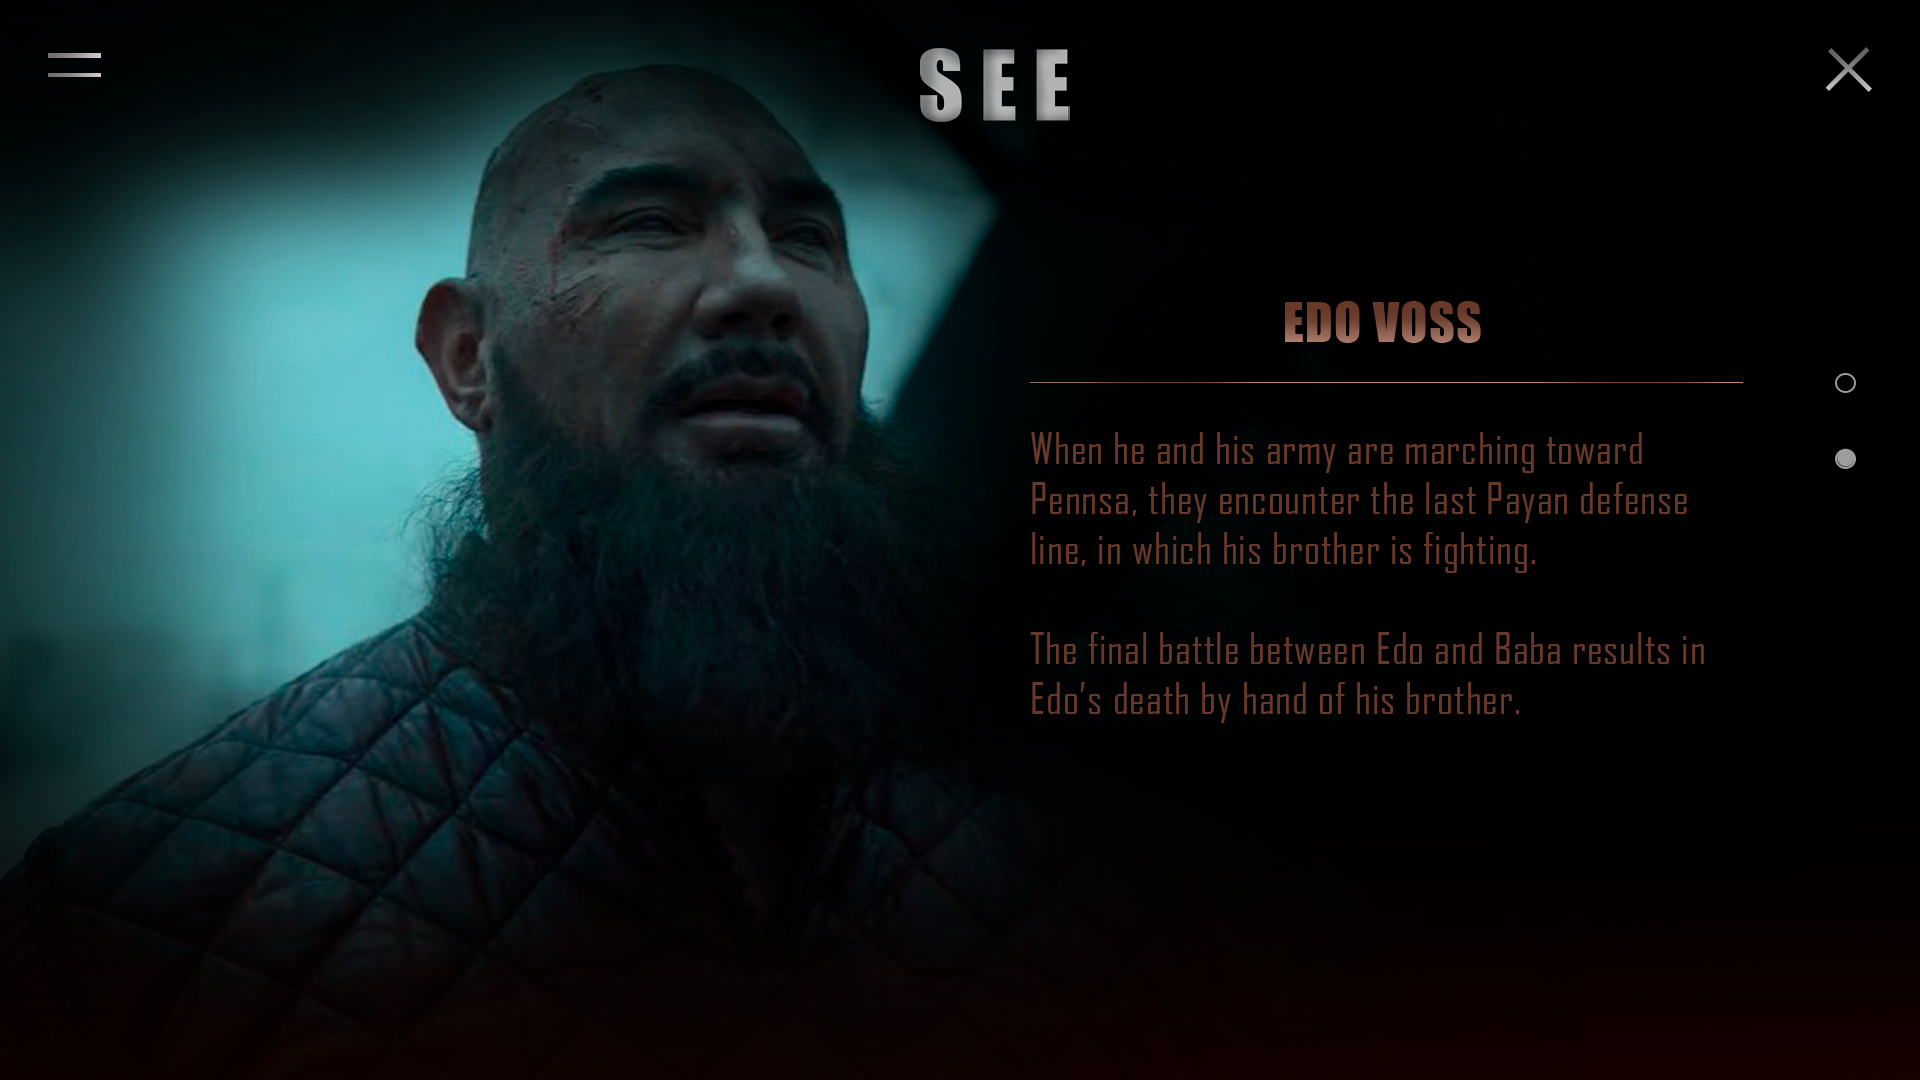 SEE
EDO VOSS
When he and his army are marching toward
Pennsa, they encounter the last Payan defense
line, in which his brother is fighting.
The final battle between Edo and Baba results in
Edo’s death by hand of his brother.